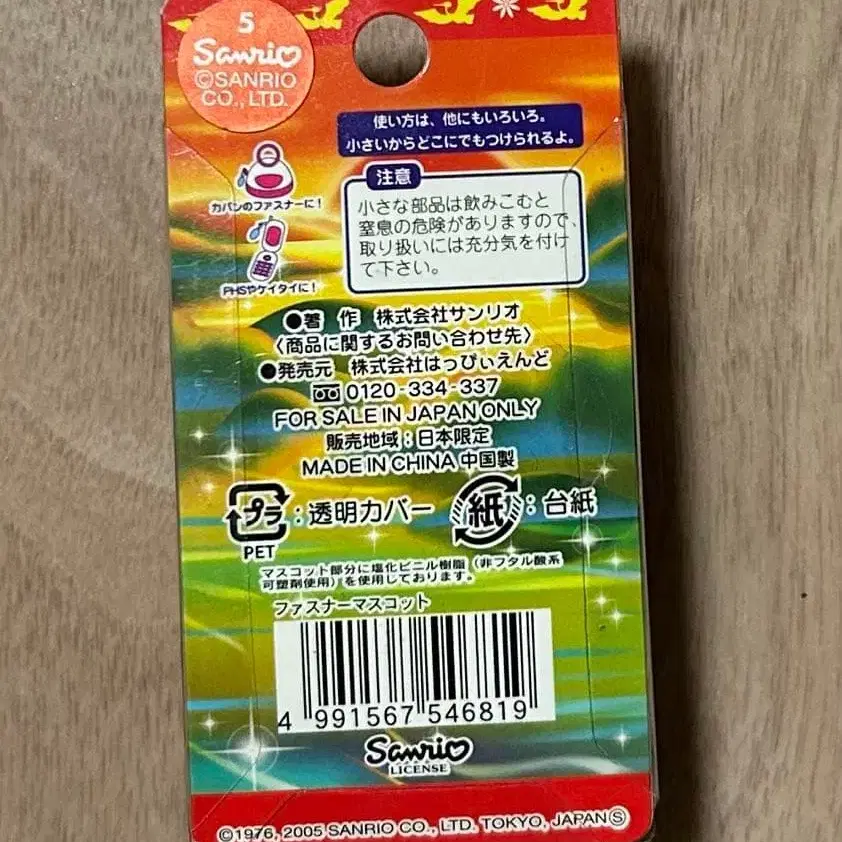 5
Sanrio
©SANRIO
CO., LTD.
使い方は、他にもいろいろ。
小さいからどこにでもつけられるよ。
カバンのファスナーに!
PHSやケイタイに!
注意
小さな部品は飲みこむと
窒息の危険がありますので、
取り扱いには充分気を付け
て下さい。
●著 作 株式会社サンリオ
〈商品に関するお問い合わせ先〉
●発売元 株式会社はっぴぃえんど
0120-334-337
FOR SALE IN JAPAN ONLY
販売地域:日本限定
MADE IN CHINA 中国製
プラ:透明カバー
PET
紙:台紙
マスコット部分に塩化ビニル樹脂(非フタル酸系
可塑剤使用)を使用しております。
ファスナーマスコット
4 991567 546819
Sanrio
LICENSE
©1976, 2005 SANRIO CO., LTD. TOKYO, JAPAN Ⓢ